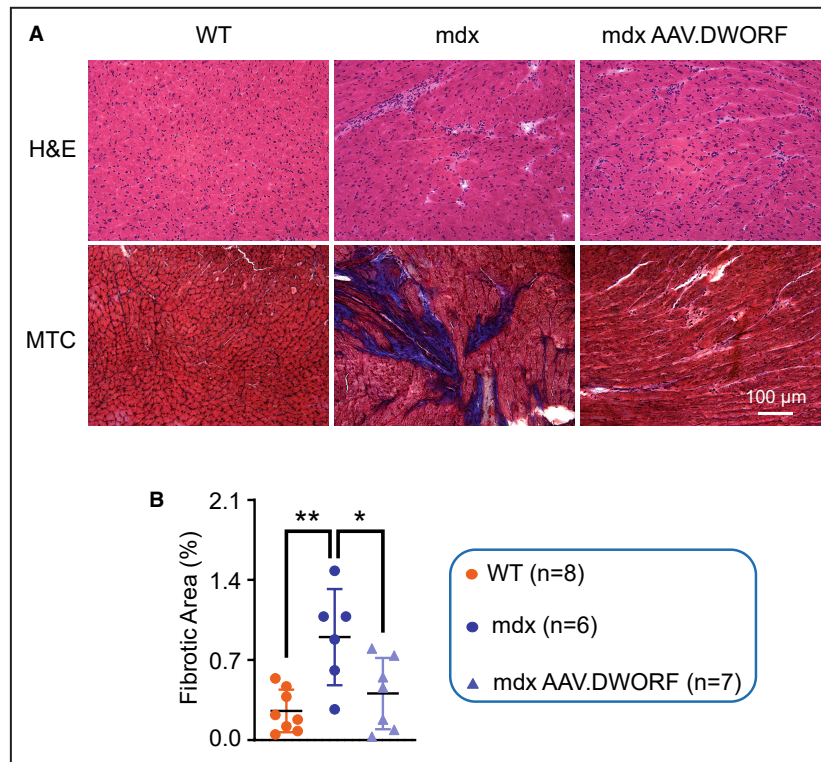 A
WT
mdx
mdx AAV.DWORF
H&E
MTC
100 µm
B
Fibrotic Area (%)
2.1
1.4
0.7
0.0
**
*
WT (n=8)
mdx (n=6)
mdx AAV.DWORF (n=7)